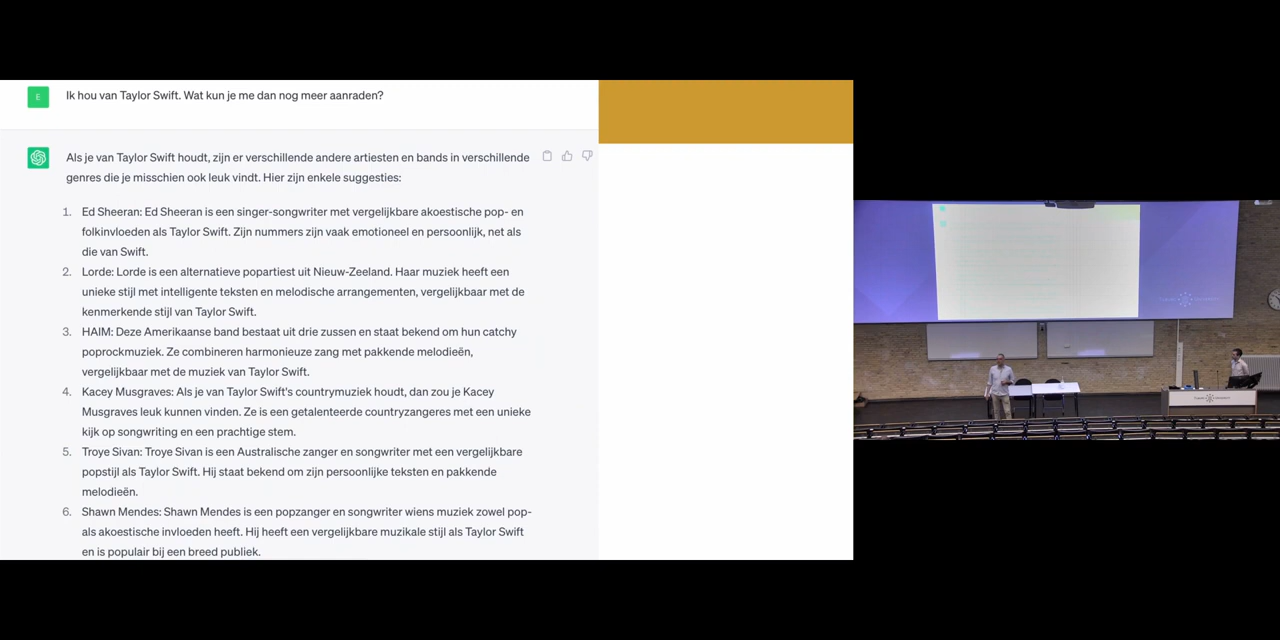 E
Ik hou van Taylor Swift. Wat kun je me dan nog meer aanraden?
Als je van Taylor Swift houdt, zijn er verschillende andere artiesten en bands in verschillende
genres die je misschien ook leuk vindt. Hier zijn enkele suggesties:
1. Ed Sheeran: Ed Sheeran is een singer-songwriter met vergelijkbare akoestische pop- en
folkinvloeden als Taylor Swift. Zijn nummers zijn vaak emotioneel en persoonlijk, net als
die van Swift.
2. Lorde: Lorde is een alternatieve popartiest uit Nieuw-Zeeland. Haar muziek heeft een
unieke stijl met intelligente teksten en melodische arrangementen, vergelijkbaar met de
kenmerkende stijl van Taylor Swift.
3. HAIM: Deze Amerikaanse band bestaat uit drie zussen en staat bekend om hun catchy
poprockmuziek. Ze combineren harmonieuze zang met pakkende melodieën,
vergelijkbaar met de muziek van Taylor Swift.
4. Kacey Musgraves: Als je van Taylor Swift's countrymuziek houdt, dan zou je Kacey
Musgraves leuk kunnen vinden. Ze is een getalenteerde countryzangeres met een unieke
kijk op songwriting en een prachtige stem.
5. Troye Sivan: Troye Sivan is een Australische zanger en songwriter met een vergelijkbare
popstijl als Taylor Swift. Hij staat bekend om zijn persoonlijke teksten en pakkende
melodieën.
6. Shawn Mendes: Shawn Mendes is een popzanger en songwriter wiens muziek zowel pop-
als akoestische invloeden heeft. Hij heeft een vergelijkbare muzikale stijl als Taylor Swift
en is populair bij een breed publiek.